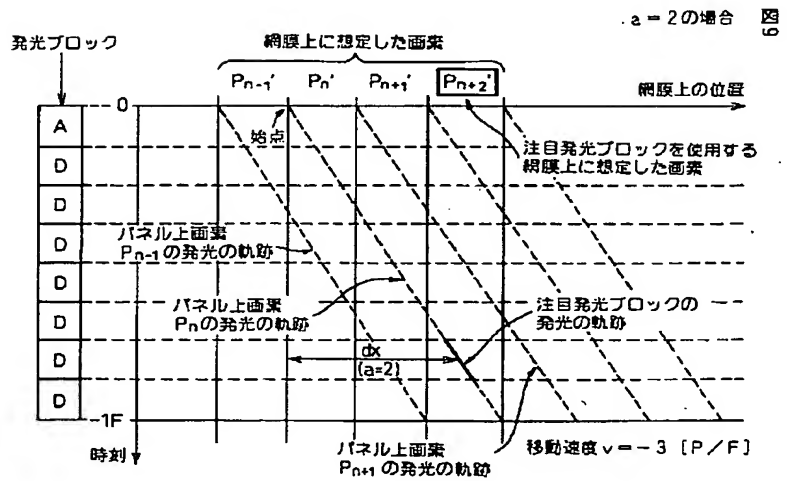 a = 2の場合
図9
発光ブロック
網膜上に想定した画素
Pn-1' Pn' Pn+1' Pn+2'
網膜上の位置
0
始点
注目発光ブロックを使用する
網膜上に想定した画素
A
D
D
D
D
D
D
D
パネル上画素
Pn-1 の発光の軌跡
パネル上画素
Pnの発光の軌跡
注目発光ブロックの
発光の軌跡
dx
(a=2)
1F
時刻
パネル上画素
Pn+1 の発光の軌跡
移動速度 v = -3 [P/F]